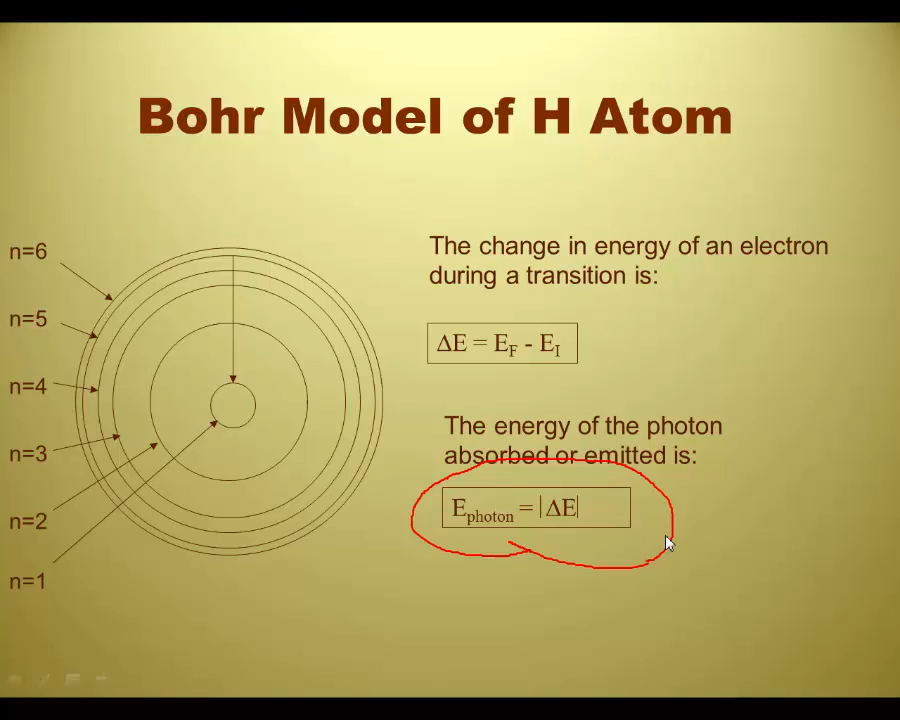 Bohr Model of H Atom
n=6
n=5
n=4
n=3
n=2
n=1
The change in energy of an electron
during a transition is:
ΔE = E_F - E_I
The energy of the photon
absorbed or emitted is:
E_photon = |ΔE|